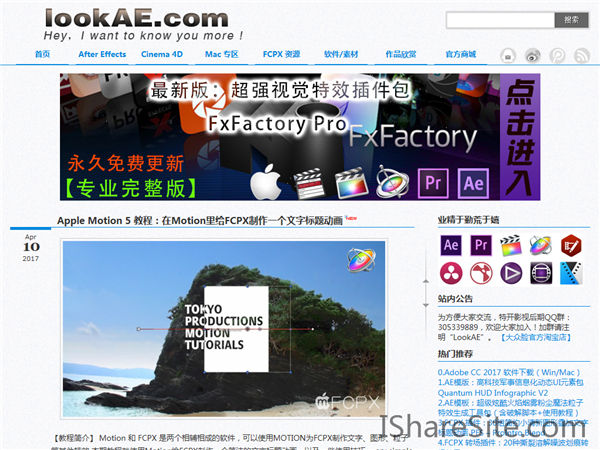 lookAE.com
Hey, I want to know you more !
搜索
首页 After Effects Cinema 4D Mac 专区 FCPX 资源 软件/素材 作品欣赏 官方商城
最新版：超强视觉特效插件包
FxFactory Pro
FxFactory
永久免费更新
【专业完整版】
Pr Ae
点击进入
Apr
10
2017
Apple Motion 5 教程：在Motion里给FCPX制作一个文字标题动画
TOKYO
PRODUCTIONS
MOTION
TUTORIALS
FCPX
【教程简介】 Motion 和 FCPX 是两个相辅相成的软件，可以使用MOTION为FCPX制作文字、图形、粒子
业精于勤荒于嬉
Ae Pr
站内公告
为方便大家交流，特开影视后期QQ群：
305339889，欢迎大家加入！加群请注
明“LookAE”。 【大众脸官方淘宝店】
热门推荐
0.Adobe CC 2017 软件下载（Win/Mac）
1.AE模版：高科技军事信息化动态UI元素包
Quantum HUD Infographic V2
2.AE模板：超级炫酷火焰烟雾粉尘魔法粒子
特效生成工具包（含破解脚本+使用教程）
4.FCPX 转场插件：20种撕裂溶解噪波划痕转
IShareSite.com